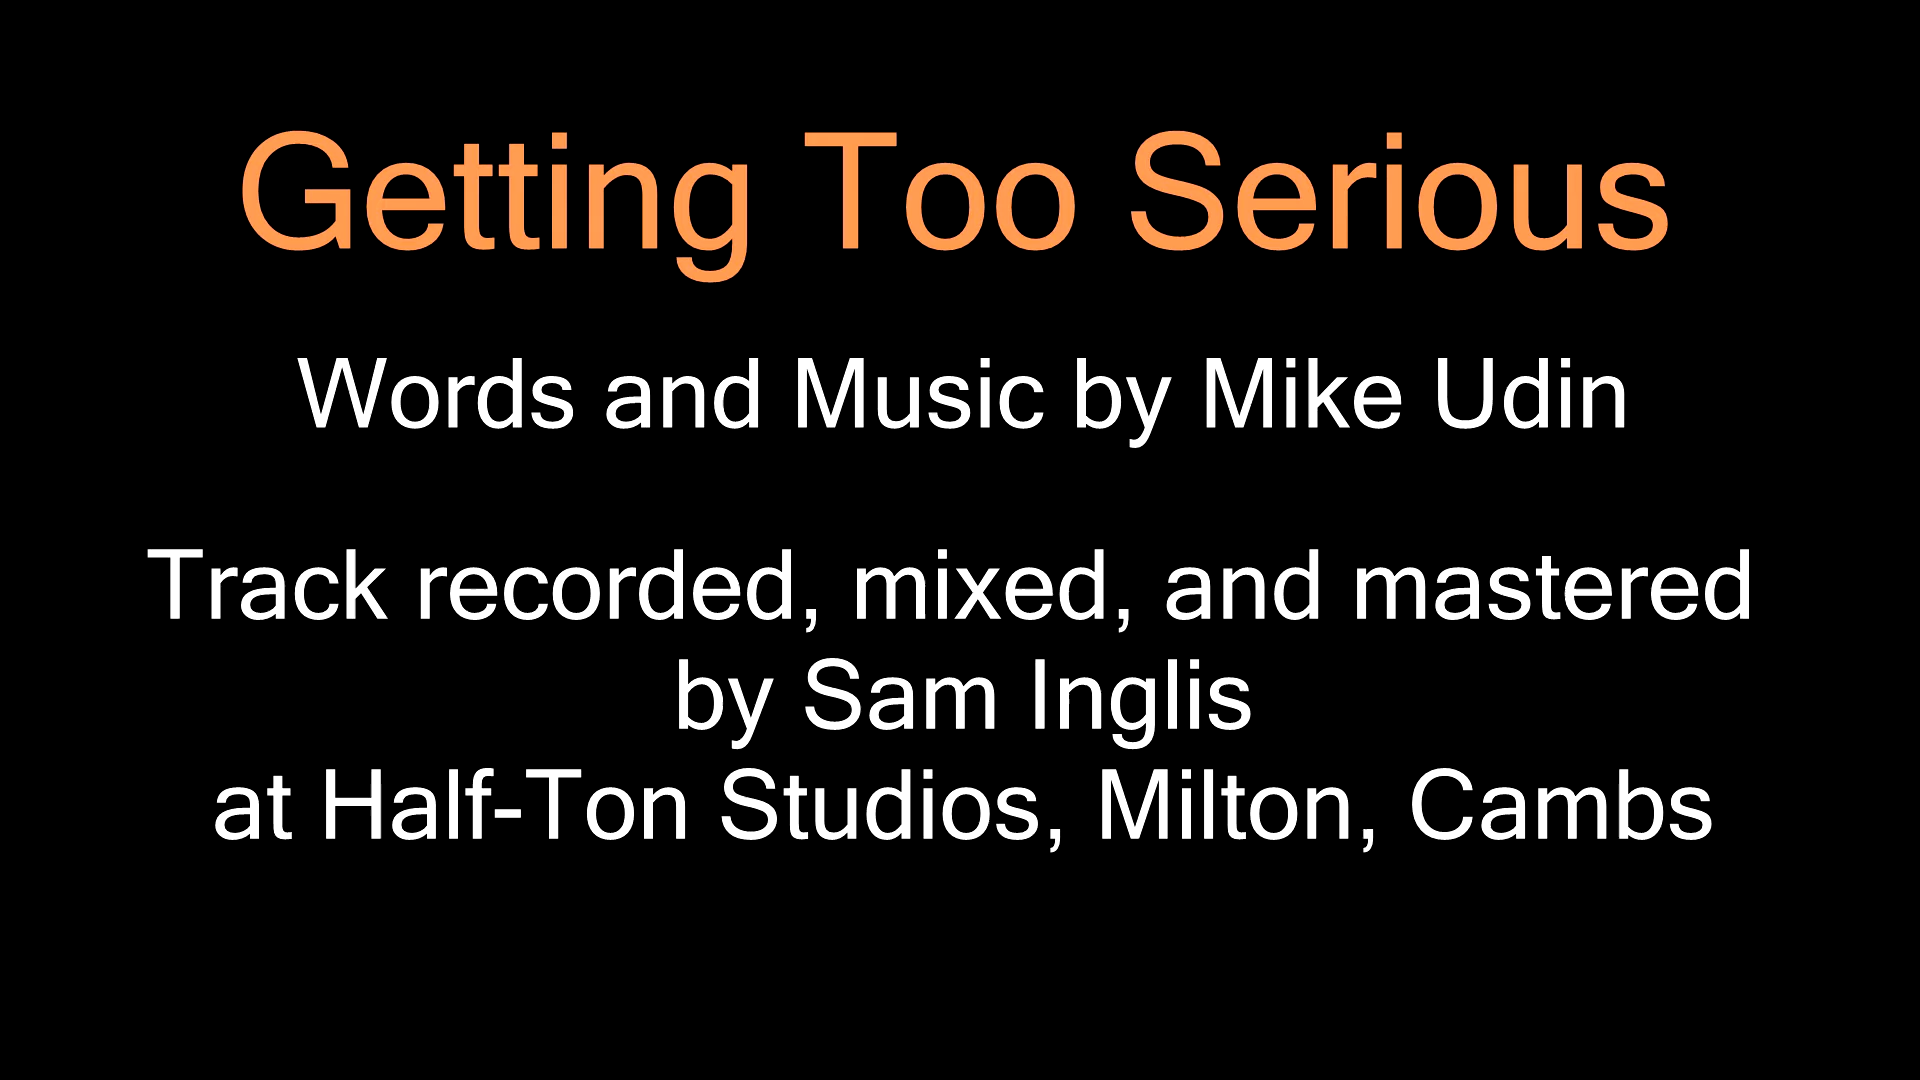 Getting Too Serious
Words and Music by Mike Udin
Track recorded, mixed, and mastered
by Sam Inglis
at Half-Ton Studios, Milton, Cambs